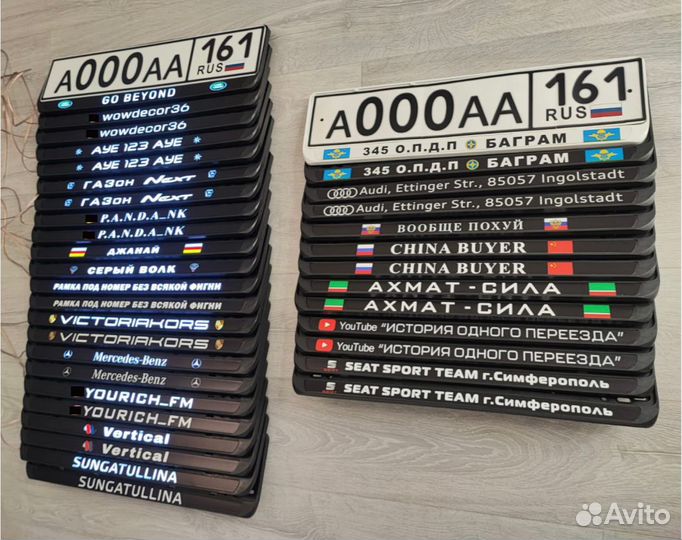 А000АА 161
RUS
GO BEYOND
wowdecor36
wowdecor36
AYE 123 AYE
AYE 123 AYE
ГАЗон Next
ГАЗон Next
P.A.N.D.A_NK
P.A.N.D.A_NK
ДЖАНАЙ
СЕРЫЙ ВОЛК
РАМКА ПОД НОМЕР БЕЗ ВСЯКОЙ ФИГНИ
РАМКА ПОД НОМЕР БЕЗ ВСЯКОЙ ФИГНИ
VICTORIAKORS
VICTORIAKORS
Mercedes-Benz
Mercedes-Benz
YOURICH_FM
YOURICH_FM
Vertical
Vertical
SUNGATULLINA
SUNGATULLINA
А000АА 161
RUS
345 О.П.Д.П БАГРАМ
345 О.П.Д.П БАГРАМ
Audi, Ettinger Str., 85057 Ingolstadt
Audi, Ettinger Str., 85057 Ingolstadt
ВООБЩЕ ПОХУЙ
CHINA BUYER
CHINA BUYER
АХМАТ - СИЛА
АХМАТ - СИЛА
YouTube "ИСТОРИЯ ОДНОГО ПЕРЕЕЗДА"
YouTube "ИСТОРИЯ ОДНОГО ПЕРЕЕЗДА"
SEAT SPORT TEAM г.Симферополь
SEAT SPORT TEAM г.Симферополь
Avito